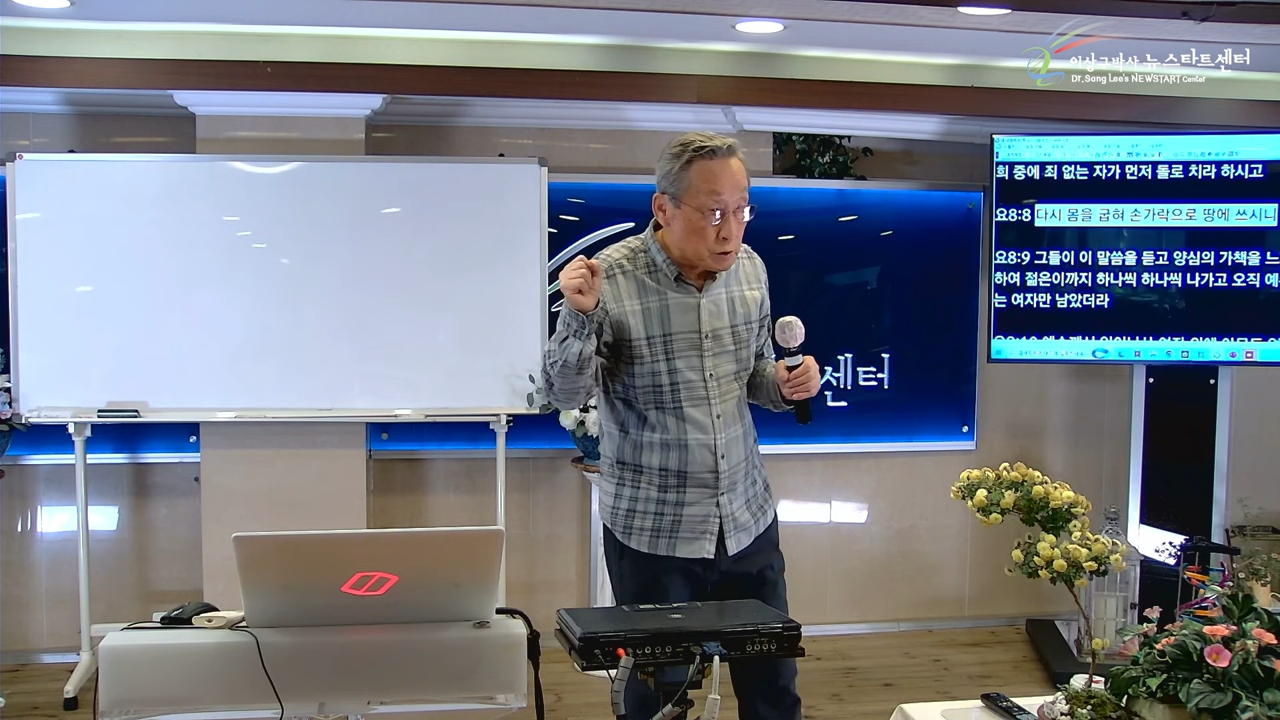 이상구박사 뉴스타트센터
Dr.Sang Lee's NEWSTART Center
희 중에 죄 없는 자가 먼저 돌로 치라 하시고
요8:8 다시 몸을 굽혀 손가락으로 땅에 쓰시니
요8:9 그들이 이 말씀을 듣고 양심의 가책을 느
하여 젊은이까지 하나씩 하나씩 나가고 오직 예
는 여자만 남았더라
센터